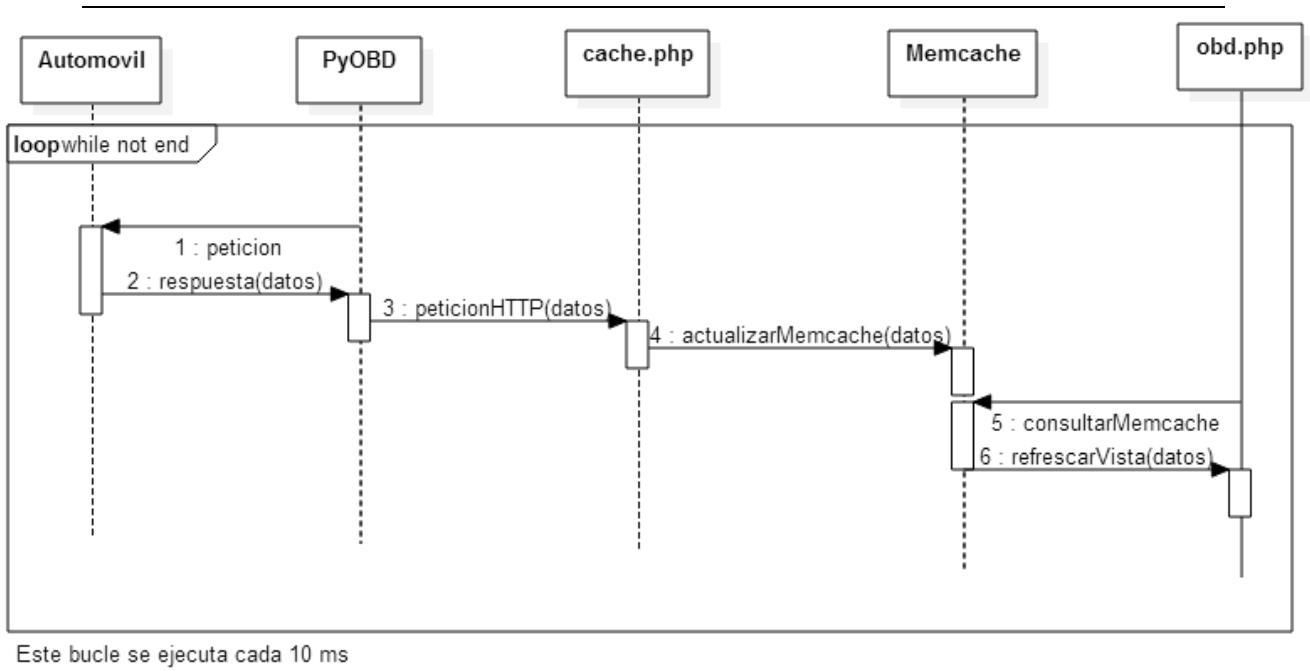 Automovil
PyOBD
cache.php
Memcache
obd.php
loop while not end
1 : peticion
2 : respuesta(datos)
3 : peticionHTTP(datos)
4 : actualizarMemcache(datos)
5 : consultarMemcache
6 : refrescarVista(datos)
Este bucle se ejecuta cada 10 ms